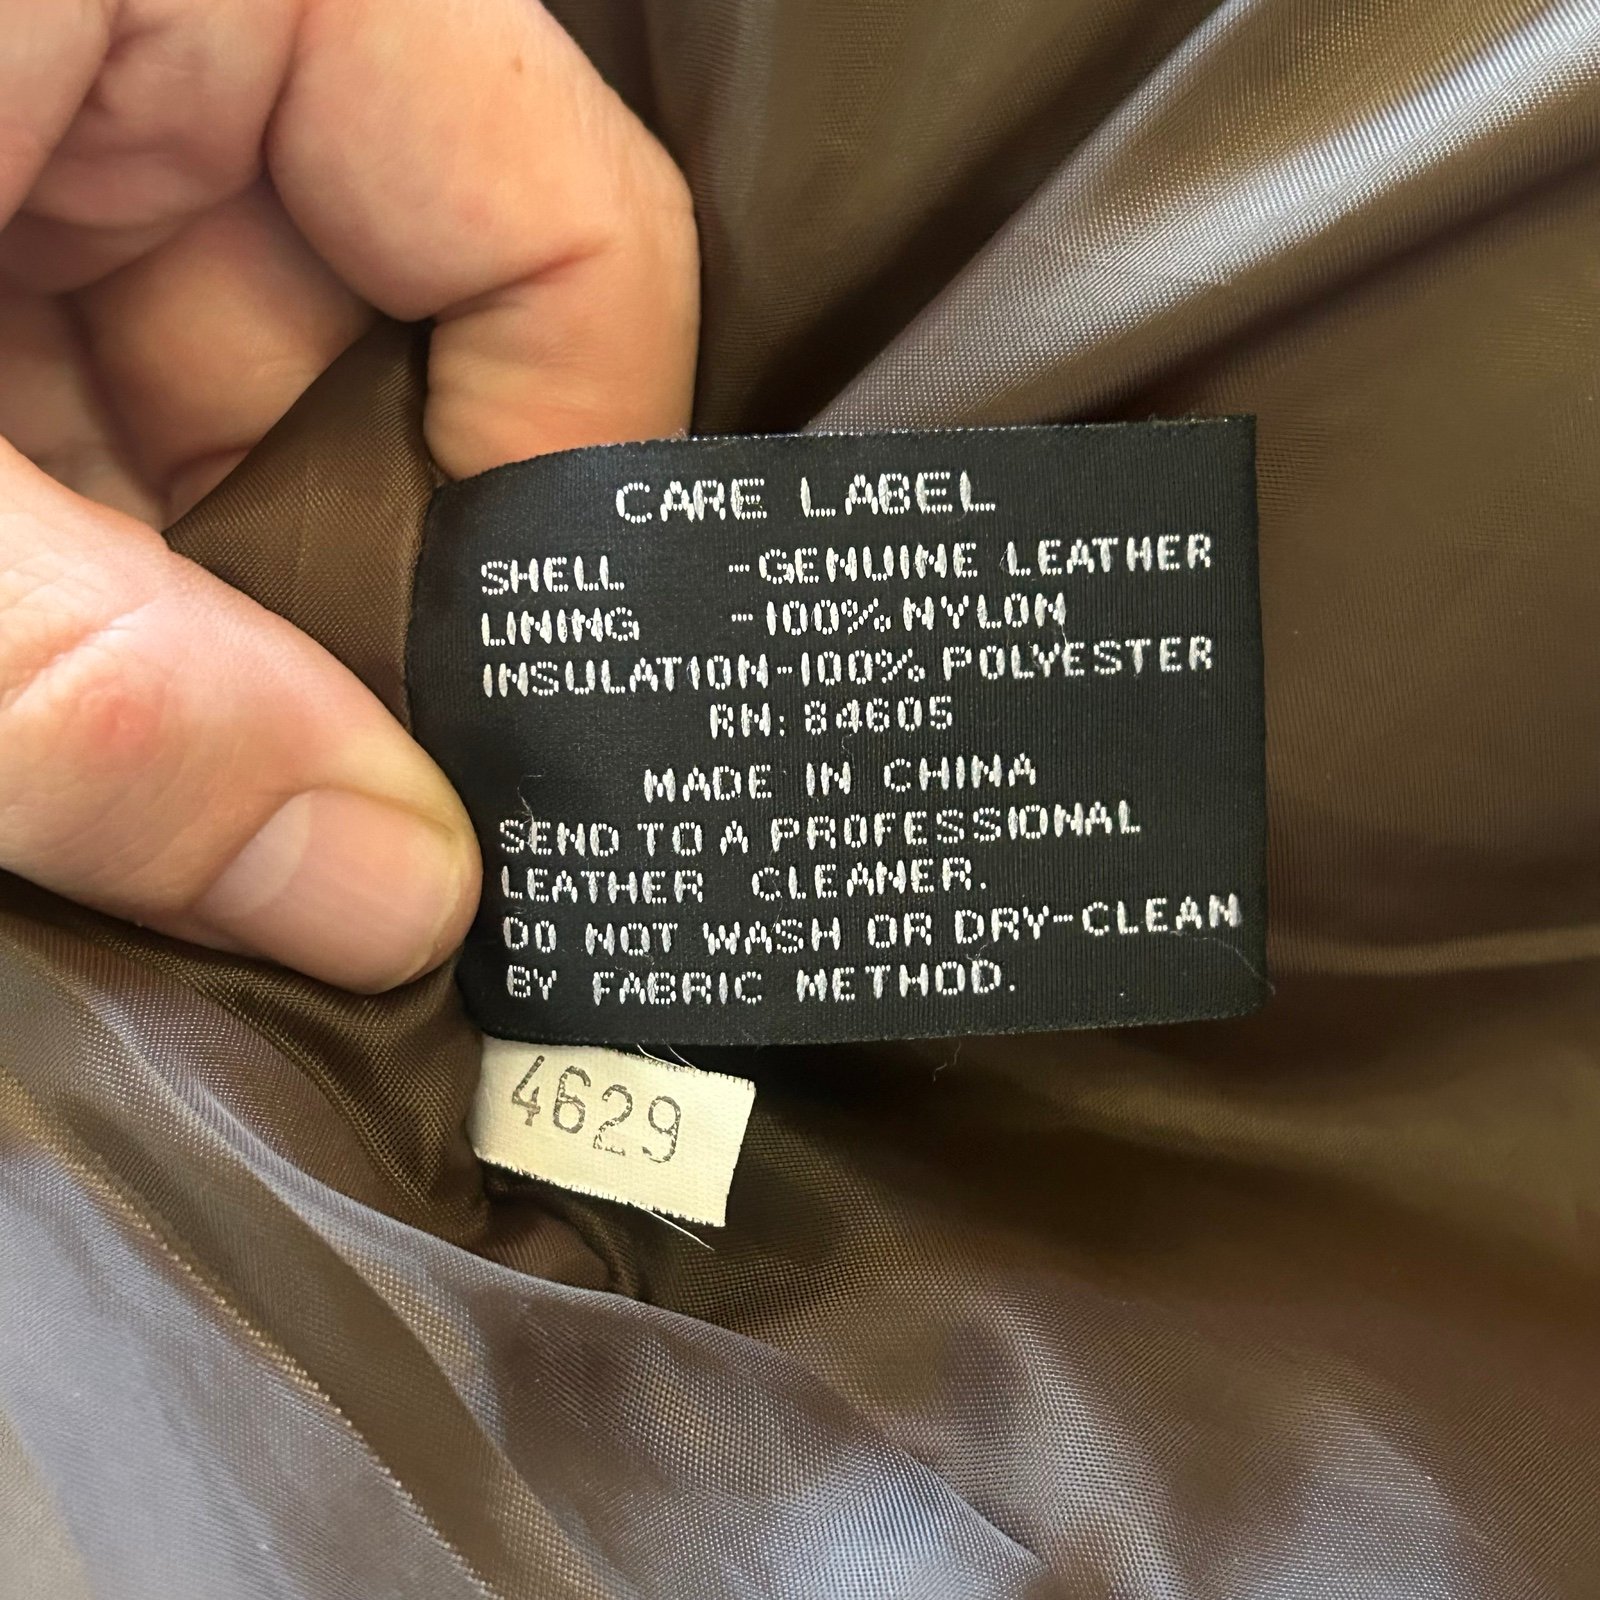 CARE LABEL
SHELL -GENUINE LEATHER
LINING -100% NYLON
INSULATION-100% POLYESTER
RN: 84605
MADE IN CHINA
SEND TO A PROFESSIONAL
LEATHER CLEANER.
DO NOT WASH OR DRY-CLEAN
BY FABRIC METHOD.
4629